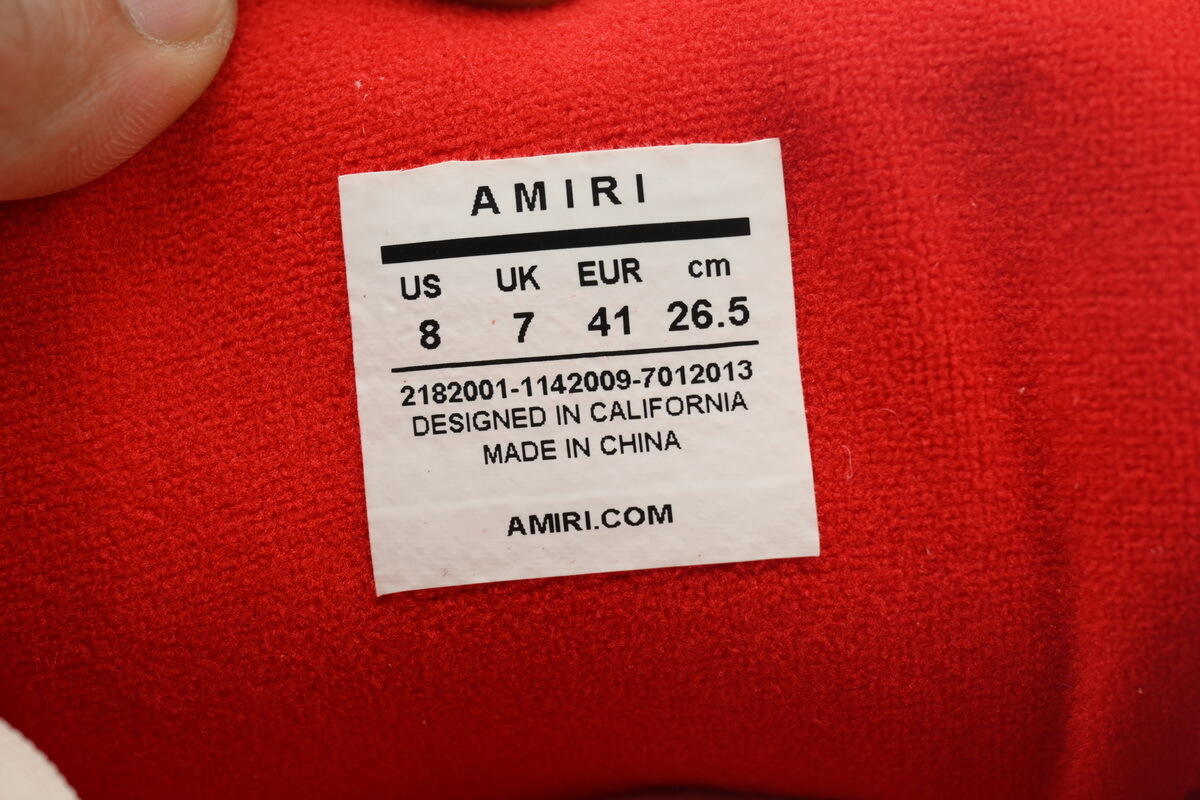 AMIRI
US UK EUR cm
8 7 41 26.5
2182001-1142009-7012013
DESIGNED IN CALIFORNIA
MADE IN CHINA
AMIRI.COM